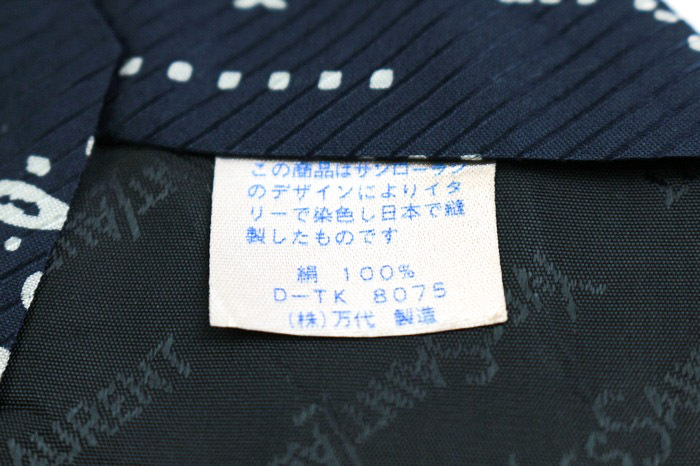 この商品はサンローラン
のデザインによりイタ
リーで染色し日本で縫
製したものです
絹 100%
D-TK 8075
(株)万代 製造